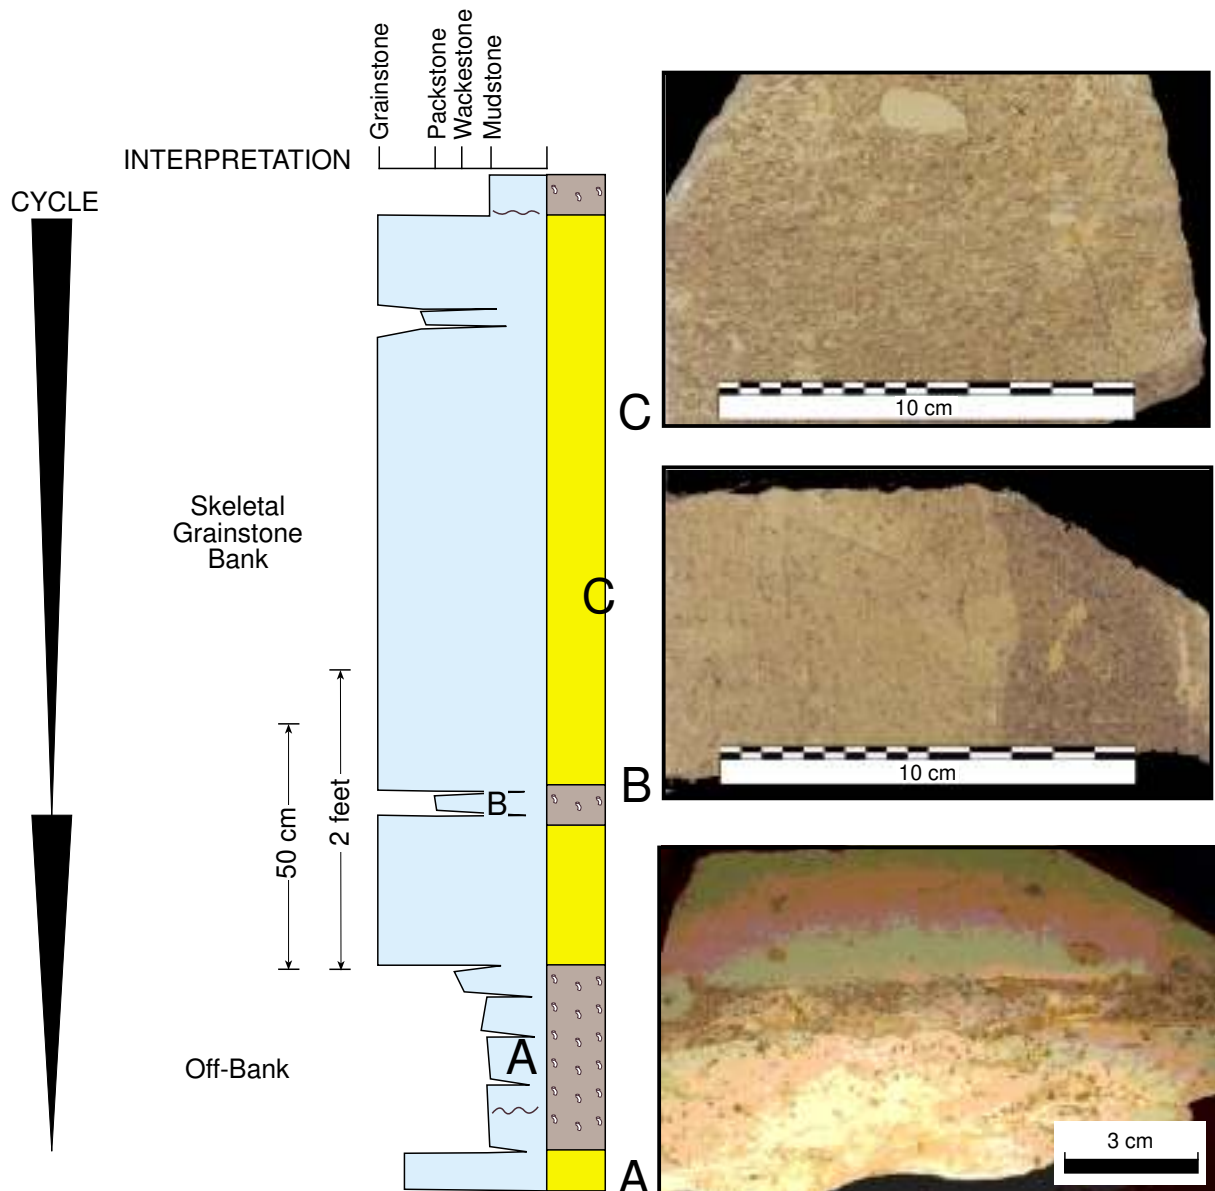 Grainstone
Packstone
Wackestone
Mudstone
INTERPRETATION
CYCLE
Skeletal
Grainstone
Bank
C
B
50 cm
2 feet
A
Off-Bank
C
10 cm
B
10 cm
A
3 cm